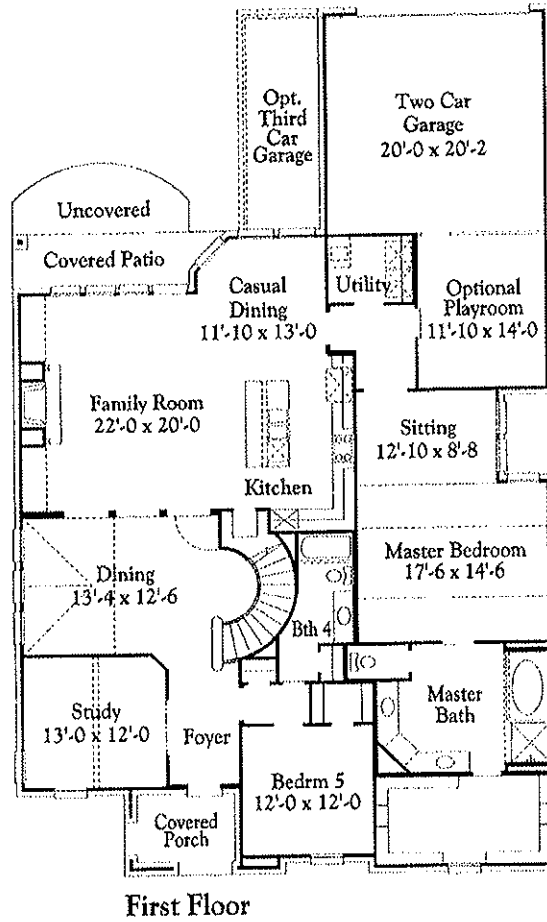 Opt.
Third
Car
Garage
Two Car
Garage
20'-0 x 20'-2
Uncovered
Covered Patio
Casual
Dining
11'-10 x 13'-0
Utility
Optional
Playroom
11'-10 x 14'-0
Family Room
22'-0 x 20'-0
Sitting
12'-10 x 8'-8
Kitchen
Master Bedroom
17'-6 x 14'-6
Dining
13'-4 x 12'-6
Bth 4
Study
13'-0 x 12'-0
Foyer
Master
Bath
Bedrm 5
12'-0 x 12'-0
Covered
Porch
First Floor